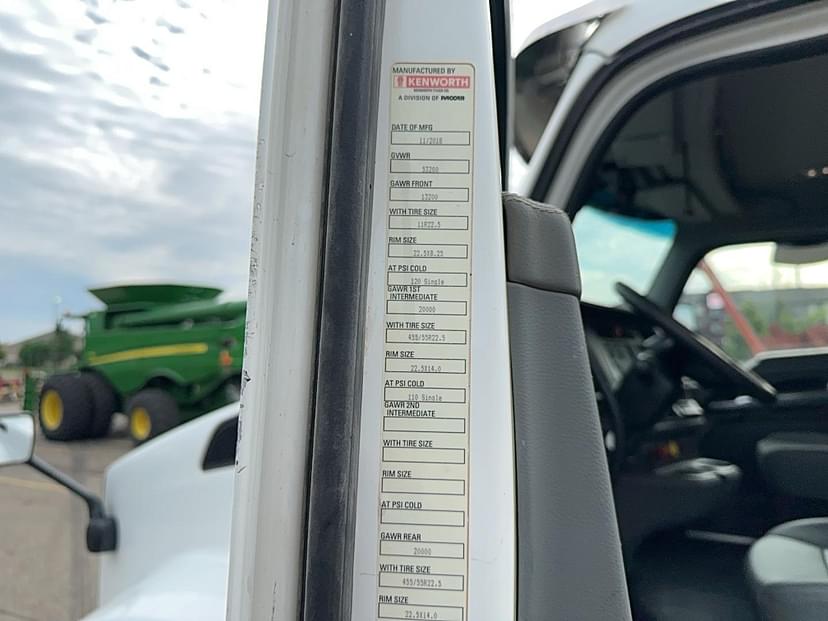 MANUFACTURED BY
KENWORTH
KENWORTH TRUCK CO.
A DIVISION OF PACCAR
DATE OF MFG
11/2018
GVWR
53200
GAWR FRONT
13200
WITH TIRE SIZE
11R22.5
RIM SIZE
22.5X8.25
AT PSI COLD
120 Single
GAWR 1ST
INTERMEDIATE
20000
WITH TIRE SIZE
455/55R22.5
RIM SIZE
22.5X14.0
AT PSI COLD
110 Single
GAWR 2ND
INTERMEDIATE
WITH TIRE SIZE
RIM SIZE
AT PSI COLD
GAWR REAR
20000
WITH TIRE SIZE
455/55R22.5
RIM SIZE
22.5X14.0